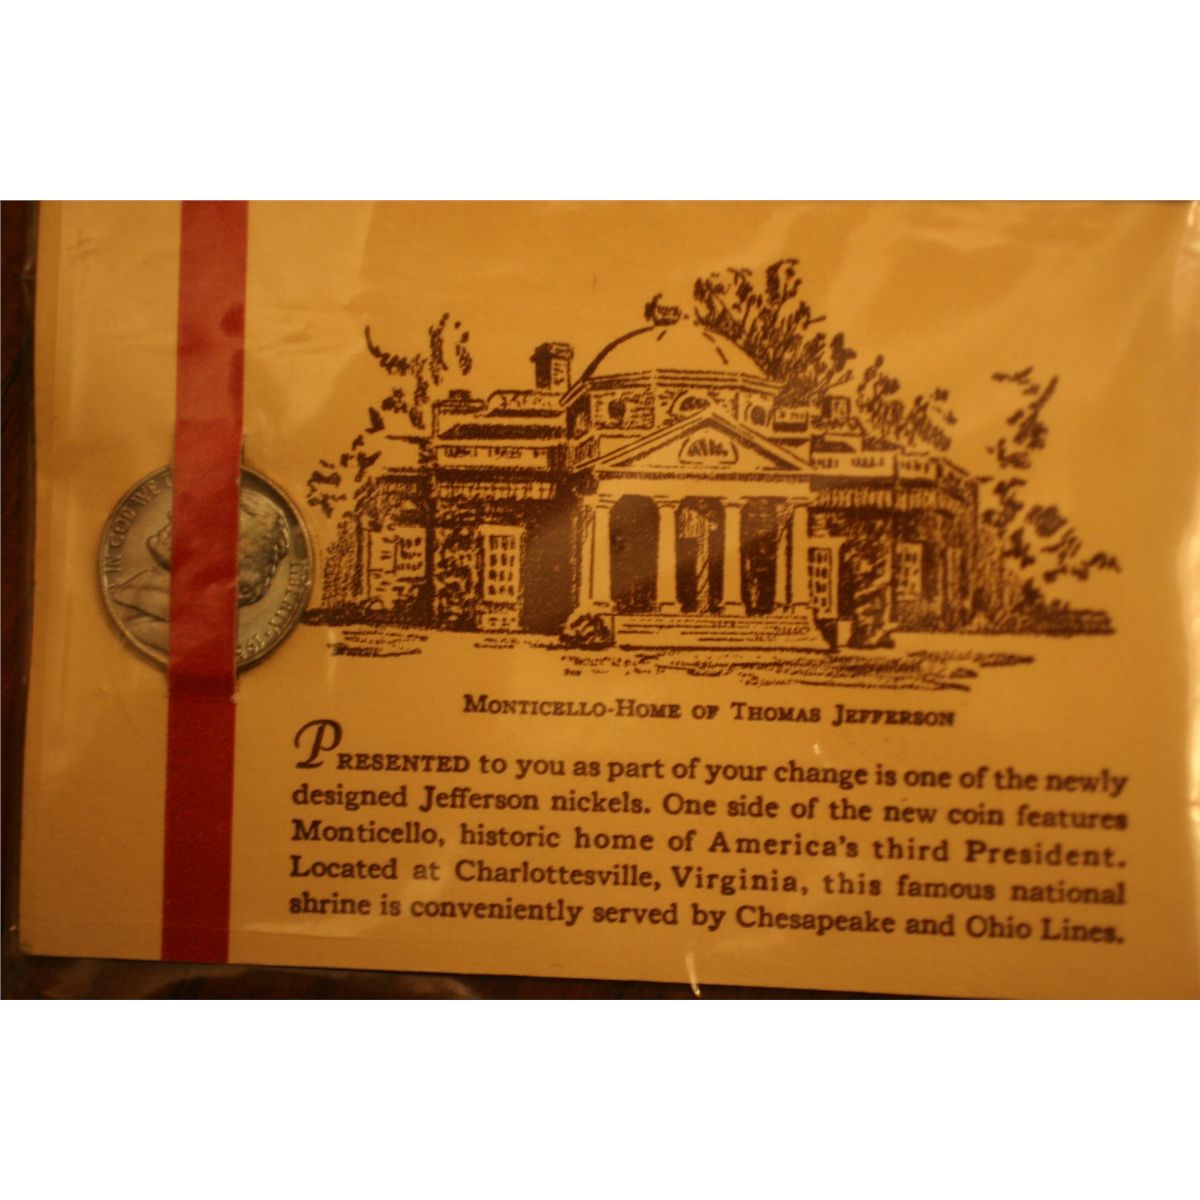 IN GOD WE
LIBERTY
MONTICELLO-HOME OF THOMAS JEFFERSON
PRESENTED to you as part of your change is one of the newly
designed Jefferson nickels. One side of the new coin features
Monticello, historic home of America's third President.
Located at Charlottesville, Virginia, this famous national
shrine is conveniently served by Chesapeake and Ohio Lines.